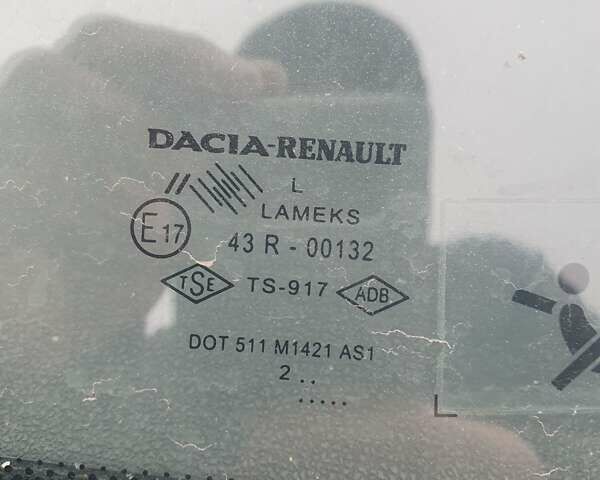 DACIA-RENAULT
L
LAMEKS
E17
43 R - 00132
TSE TS-917 ADB
DOT 511 M1421 AS1
2 . .
.....